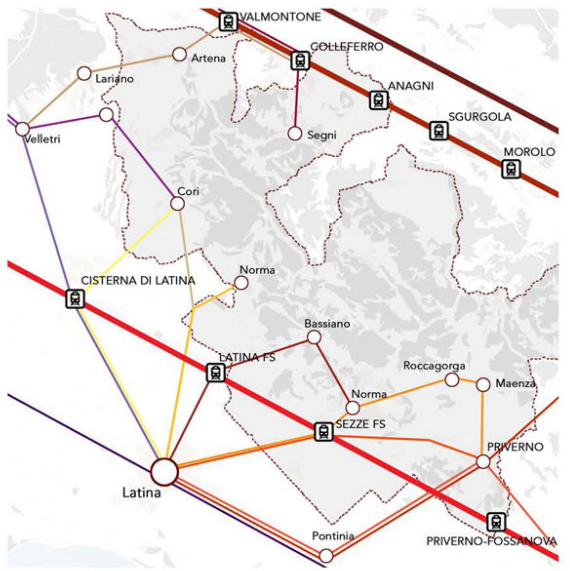 VALMONTONE
COLLEFERRO
Artena
Lariano
ANAGNI
SGURGOLA
Velletri
Segni
MOROLO
Cori
Norma
CISTERNA DI LATINA
Bassiano
LATINA FS
Roccagorga
Maenza
Norma
SEZZE FS
PRIVERNO
Latina
Pontinia
PRIVERNO-FOSSANOVA